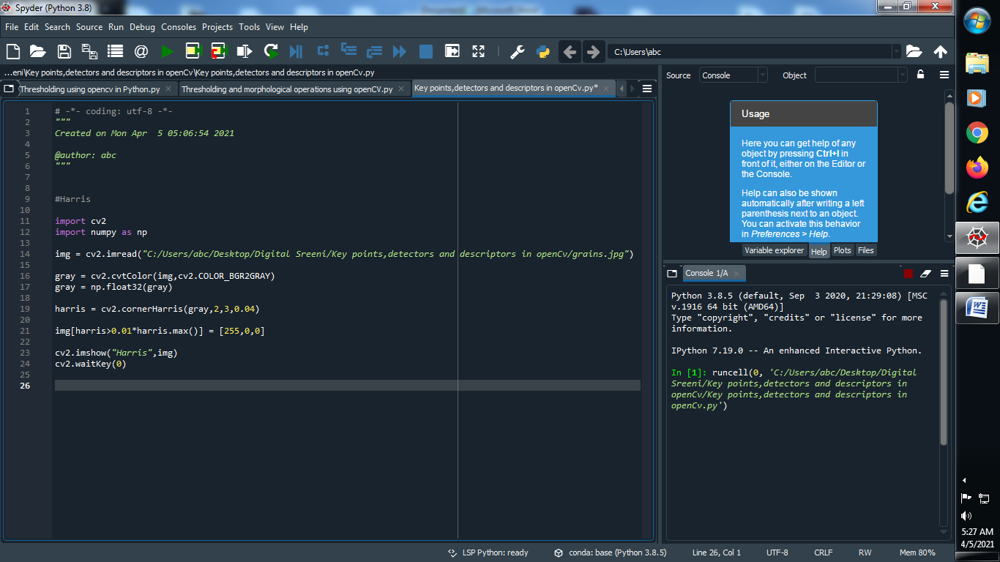 Spyder (Python 3.8)
File Edit Search Source Run Debug Consoles Projects Tools View Help
C:\Users\abc
...eni\Key points,detectors and descriptors in openCv\Key points,detectors and descriptors in openCv.py
Thresholding using opencv in Python.py
Thresholding and morphological operations using openCV.py
Key points,detectors and descriptors in openCv.py*
1 # -*- coding: utf-8 -*-
2 """
3 Created on Mon Apr  5 05:06:54 2021
4
5 @author: abc
6 """
7
8
9 #Harris
10
11 import cv2
12 import numpy as np
13
14 img = cv2.imread("C:/Users/abc/Desktop/Digital Sreeni/Key points,detectors and descriptors in openCv/grains.jpg")
15
16 gray = cv2.cvtColor(img,cv2.COLOR_BGR2GRAY)
17 gray = np.float32(gray)
18
19 harris = cv2.cornerHarris(gray,2,3,0.04)
20
21 img[harris>0.01*harris.max()] = [255,0,0]
22
23 cv2.imshow("Harris",img)
24 cv2.waitKey(0)
25
26
Source Console Object
Usage
Here you can get help of any
object by pressing Ctrl+I in
front of it, either on the Editor or
the Console.
Help can also be shown
automatically after writing a left
parenthesis next to an object.
You can activate this behavior
in Preferences > Help.
Variable explorer Help Plots Files
Console 1/A
Python 3.8.5 (default, Sep  3 2020, 21:29:08) [MSC
v.1916 64 bit (AMD64)]
Type "copyright", "credits" or "license" for more
information.
IPython 7.19.0 -- An enhanced Interactive Python.
In [1]: runcell(0, 'C:/Users/abc/Desktop/Digital
Sreeni/Key points,detectors and descriptors in
openCv/Key points,detectors and descriptors in
openCv.py')
LSP Python: ready conda: base (Python 3.8.5) Line 26, Col 1 UTF-8 CRLF RW Mem 80%
5:27 AM
4/5/2021